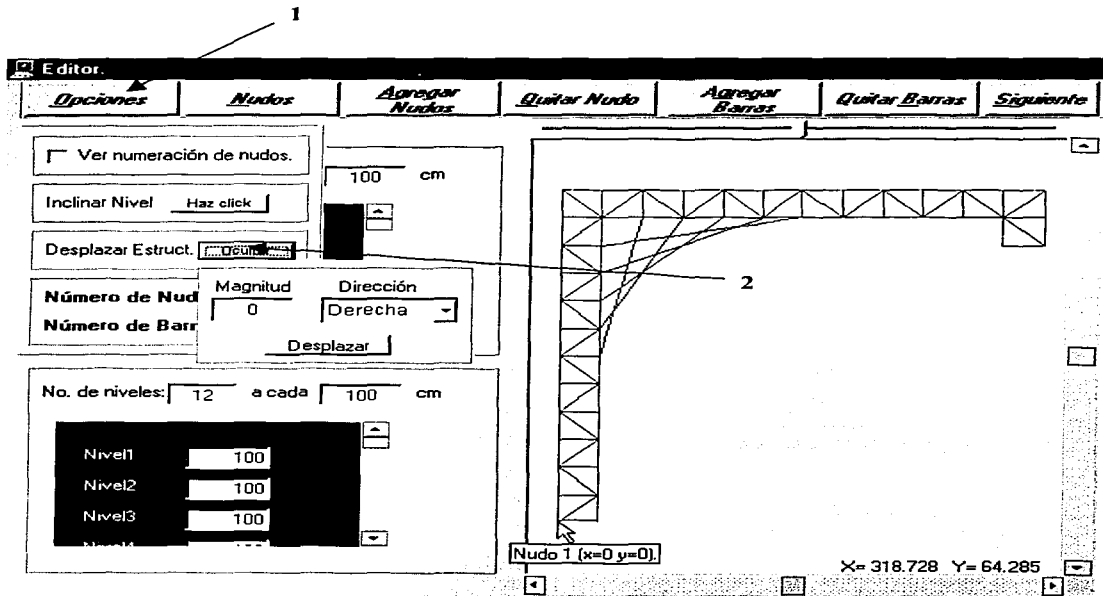 1
Editor.
Opciones Nudos Agregar Nudos Quitar Nudo Agregar Barras Quitar Barras Siguiente
Ver numeración de nudos.
100 cm
Inclinar Nivel Haz click
Desplazar Estruct. Ocultar
2
Magnitud Dirección
Número de Nud
0 Derecha
Número de Barr
Desplazar
No. de niveles: 12 a cada 100 cm
Nivel1 100
Nivel2 100
Nivel3 100
Nudo 1 (x=0 y=0).
X= 318.728 Y= 64.285